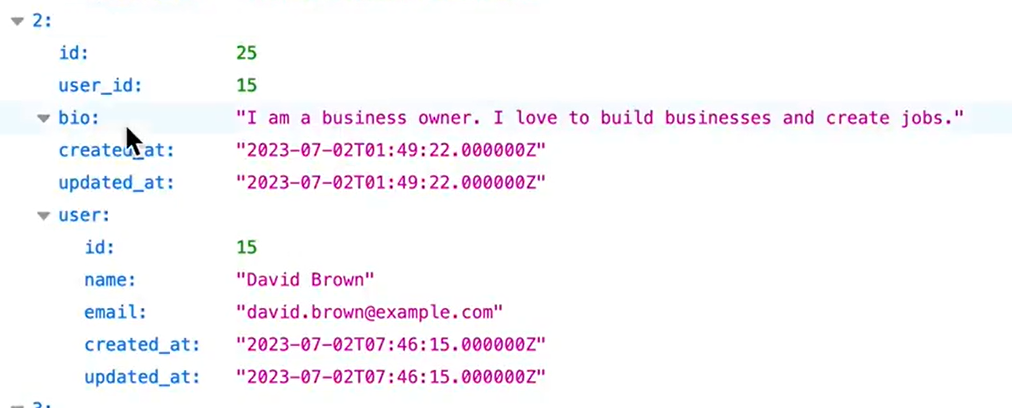 2:
id: 25
user_id: 15
bio: "I am a business owner. I love to build businesses and create jobs."
created_at: "2023-07-02T01:49:22.000000Z"
updated_at: "2023-07-02T01:49:22.000000Z"
user:
id: 15
name: "David Brown"
email: "david.brown@example.com"
created_at: "2023-07-02T07:46:15.000000Z"
updated_at: "2023-07-02T07:46:15.000000Z"
3: